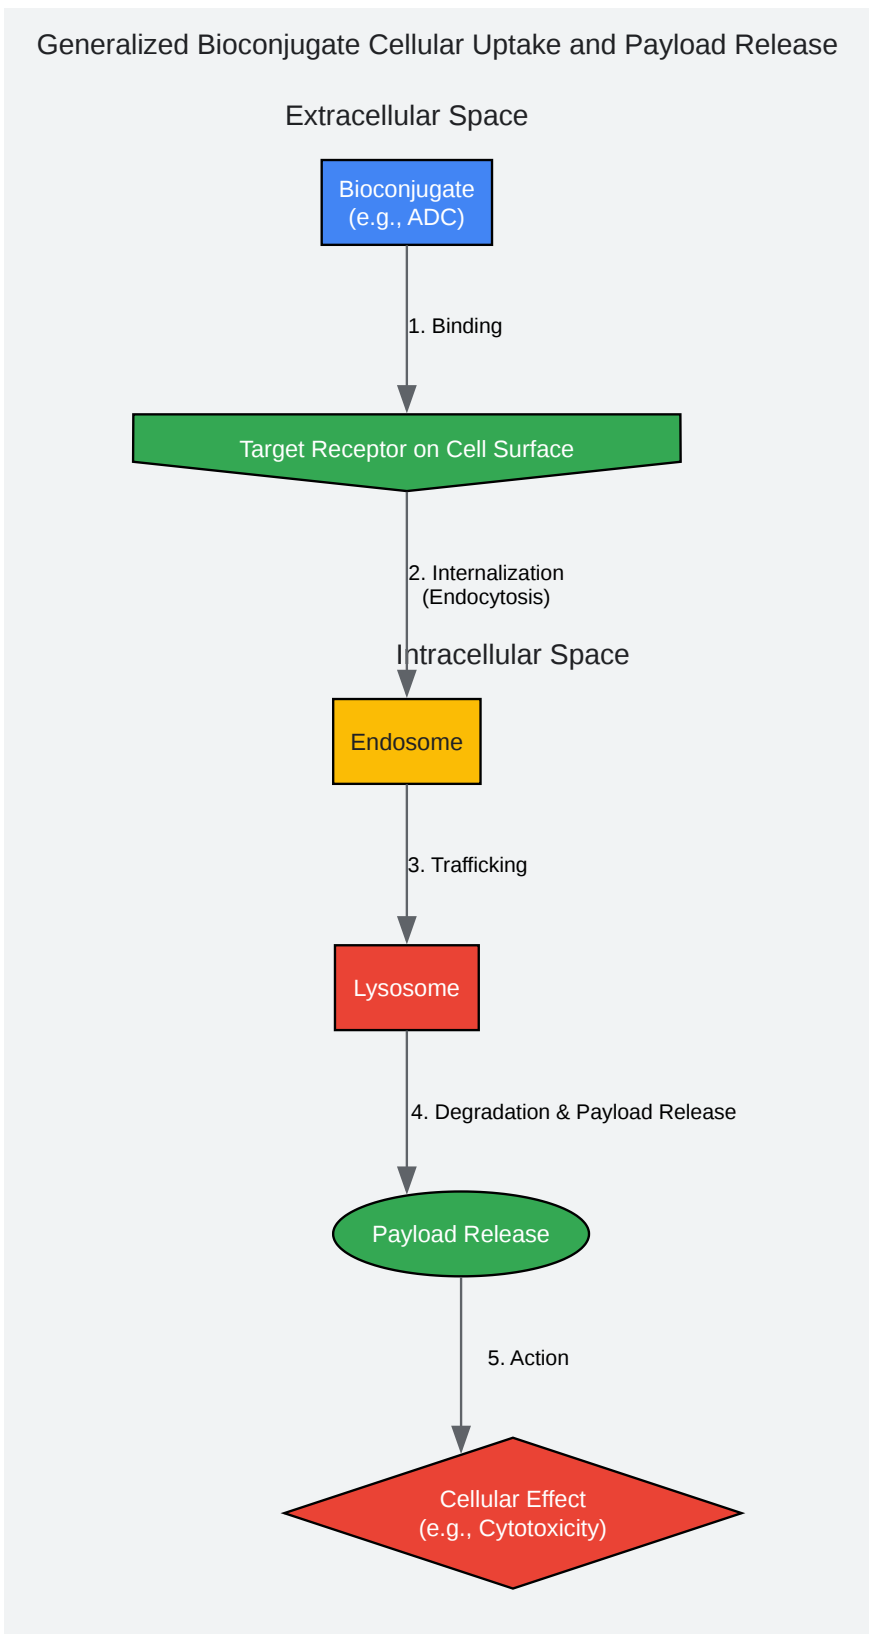 Generalized Bioconjugate Cellular Uptake and Payload Release
Extracellular Space
Bioconjugate
(e.g., ADC)
1. Binding
Target Receptor on Cell Surface
2. Internalization
(Endocytosis)
Intracellular Space
Endosome
3. Trafficking
Lysosome
4. Degradation & Payload Release
Payload Release
5. Action
Cellular Effect
(e.g., Cytotoxicity)